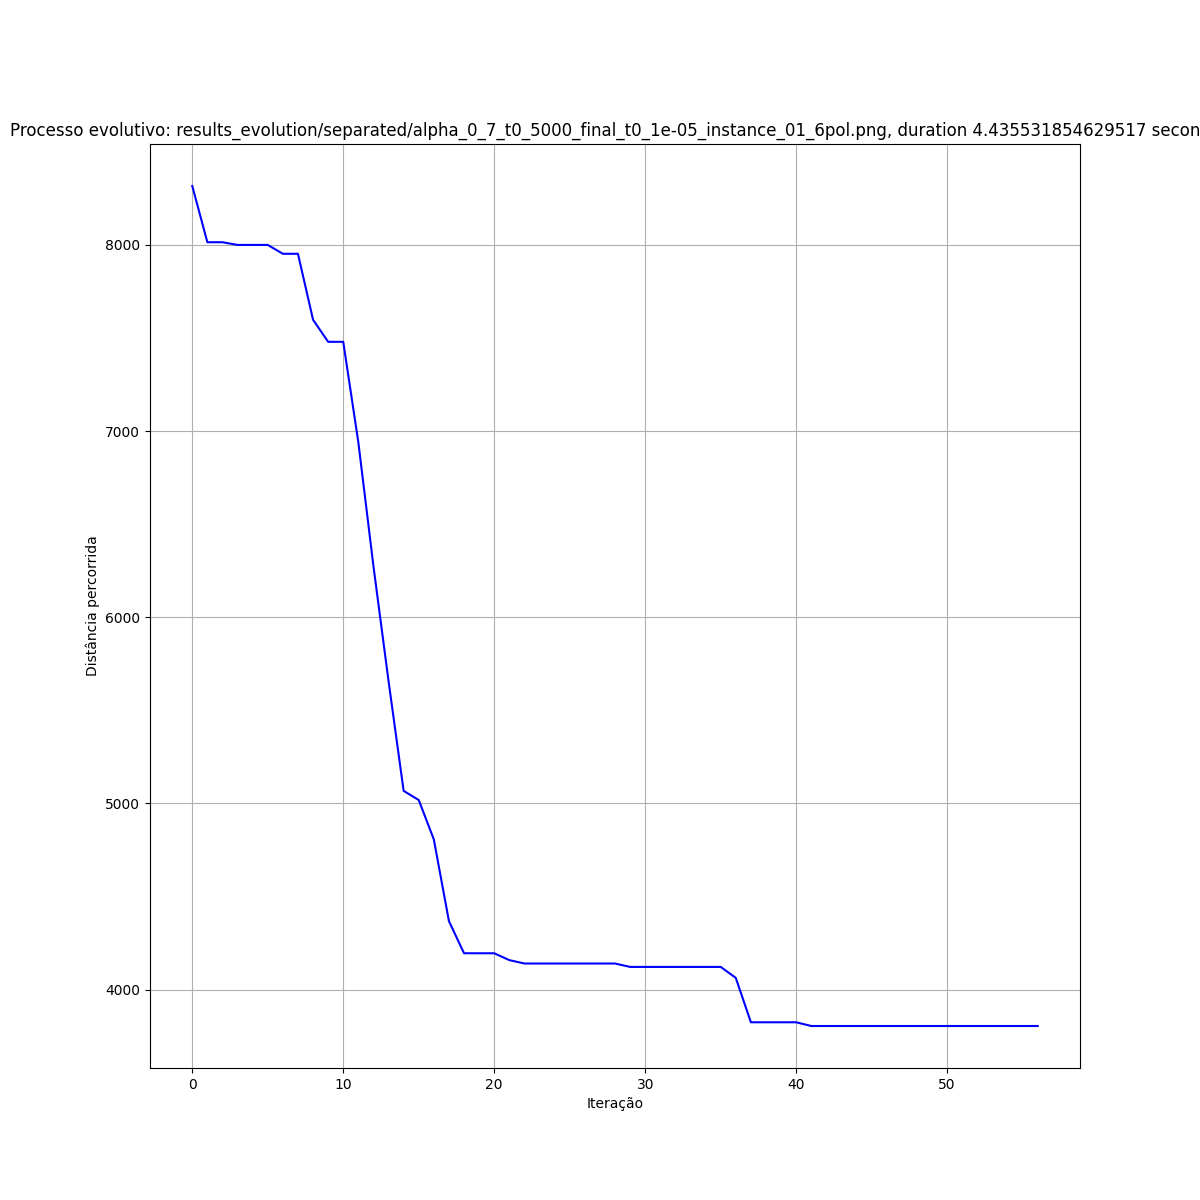 Processo evolutivo: results_evolution/separated/alpha_0_7_t0_5000_final_t0_1e-05_instance_01_6pol.png, duration 4.435531854629517 secon
8000
7000
6000
5000
4000
Distância percorrida
0 10 20 30 40 50
Iteração